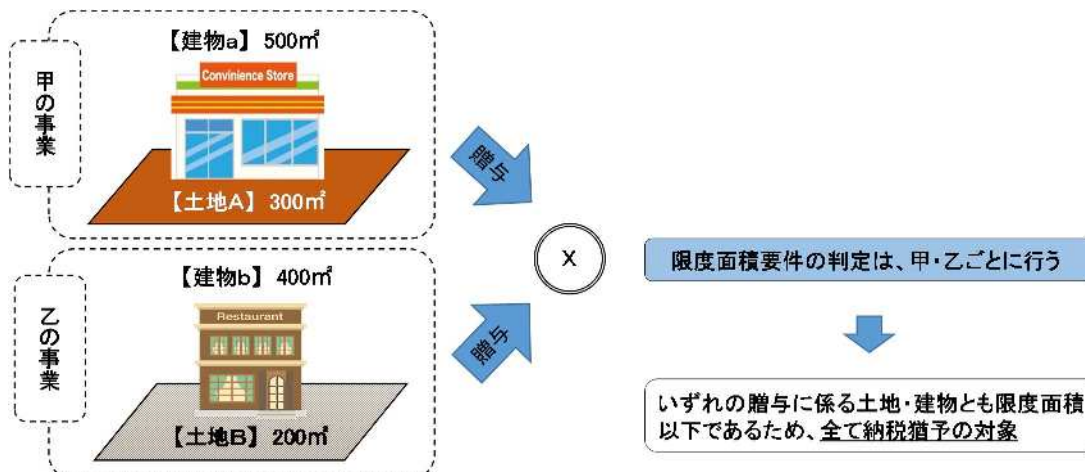 甲の事業
【建物a】 500㎡
Convinience Store
【土地A】 300㎡
贈与
乙の事業
【建物b】 400㎡
Restaurant
【土地B】 200㎡
贈与
X
限度面積要件の判定は、甲・乙ごとに行う
いずれの贈与に係る土地・建物とも限度面積
以下であるため、全て納税猶予の対象